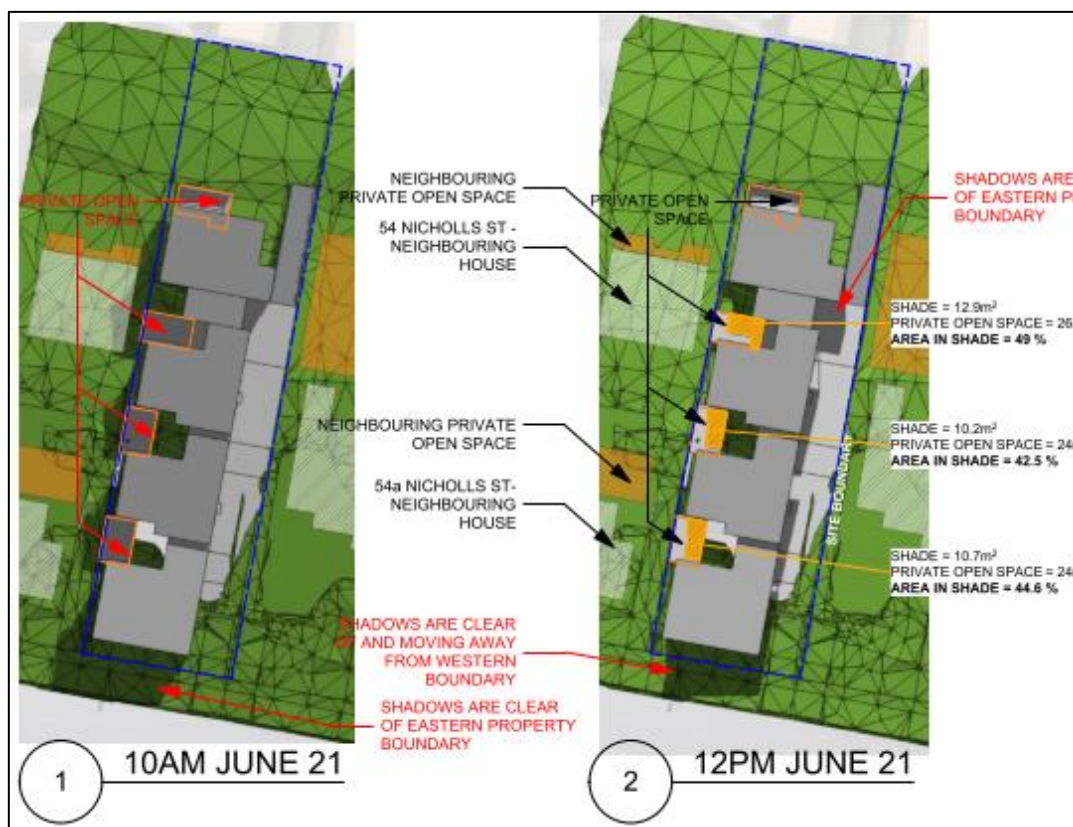 PRIVATE OPEN
SPACE
NEIGHBOURING
PRIVATE OPEN SPACE
54 NICHOLLS ST -
NEIGHBOURING
HOUSE
NEIGHBOURING PRIVATE
OPEN SPACE
54a NICHOLLS ST-
NEIGHBOURING
HOUSE
SHADOWS ARE CLEAR
AND MOVING AWAY
FROM WESTERN
BOUNDARY
SHADOWS ARE CLEAR
OF EASTERN PROPERTY
BOUNDARY
1
10AM JUNE 21
PRIVATE OPEN
SPACE
SHADOWS ARE
OF EASTERN
BOUNDARY
SHADE = 12.9m²
PRIVATE OPEN SPACE = 26
AREA IN SHADE = 49 %
SHADE = 10.2m²
PRIVATE OPEN SPACE = 24
AREA IN SHADE = 42.5 %
SITE BOUNDARY
SHADE = 10.7m²
PRIVATE OPEN SPACE = 24
AREA IN SHADE = 44.6 %
2
12PM JUNE 21